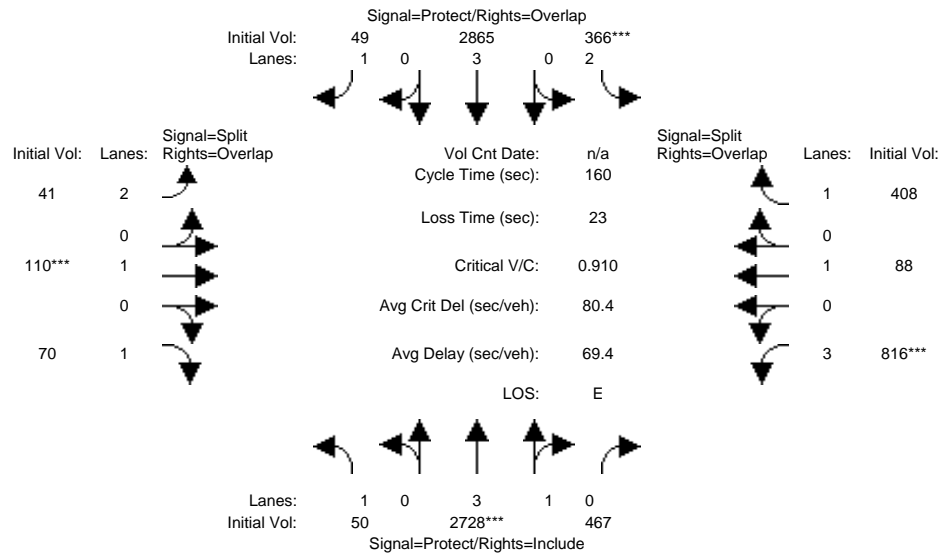 Signal=Protect/Rights=Overlap
Initial Vol: 49 2865 366***
Lanes: 1 0 3 0 2
Signal=Split Signal=Split
Initial Vol: Lanes: Rights=Overlap Vol Cnt Date: n/a Rights=Overlap Lanes: Initial Vol:
Cycle Time (sec): 160
41 2 1 408
Loss Time (sec): 23
0 0
110*** 1 Critical V/C: 0.910 1 88
0 Avg Crit Del (sec/veh): 80.4 0
70 1 Avg Delay (sec/veh): 69.4 3 816***
LOS: E
Lanes: 1 0 3 1 0
Initial Vol: 50 2728*** 467
Signal=Protect/Rights=Include